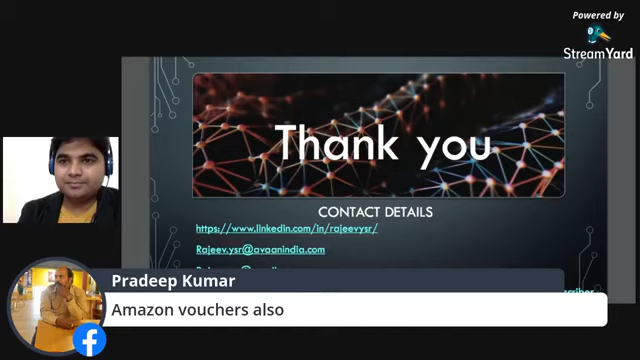 Powered by
StreamYard
Thank you
CONTACT DETAILS
https://www.linkedin.com/in/rajeevysr/
Rajeev.ysr@avaanindia.com
Pradeep Kumar
Amazon vouchers also